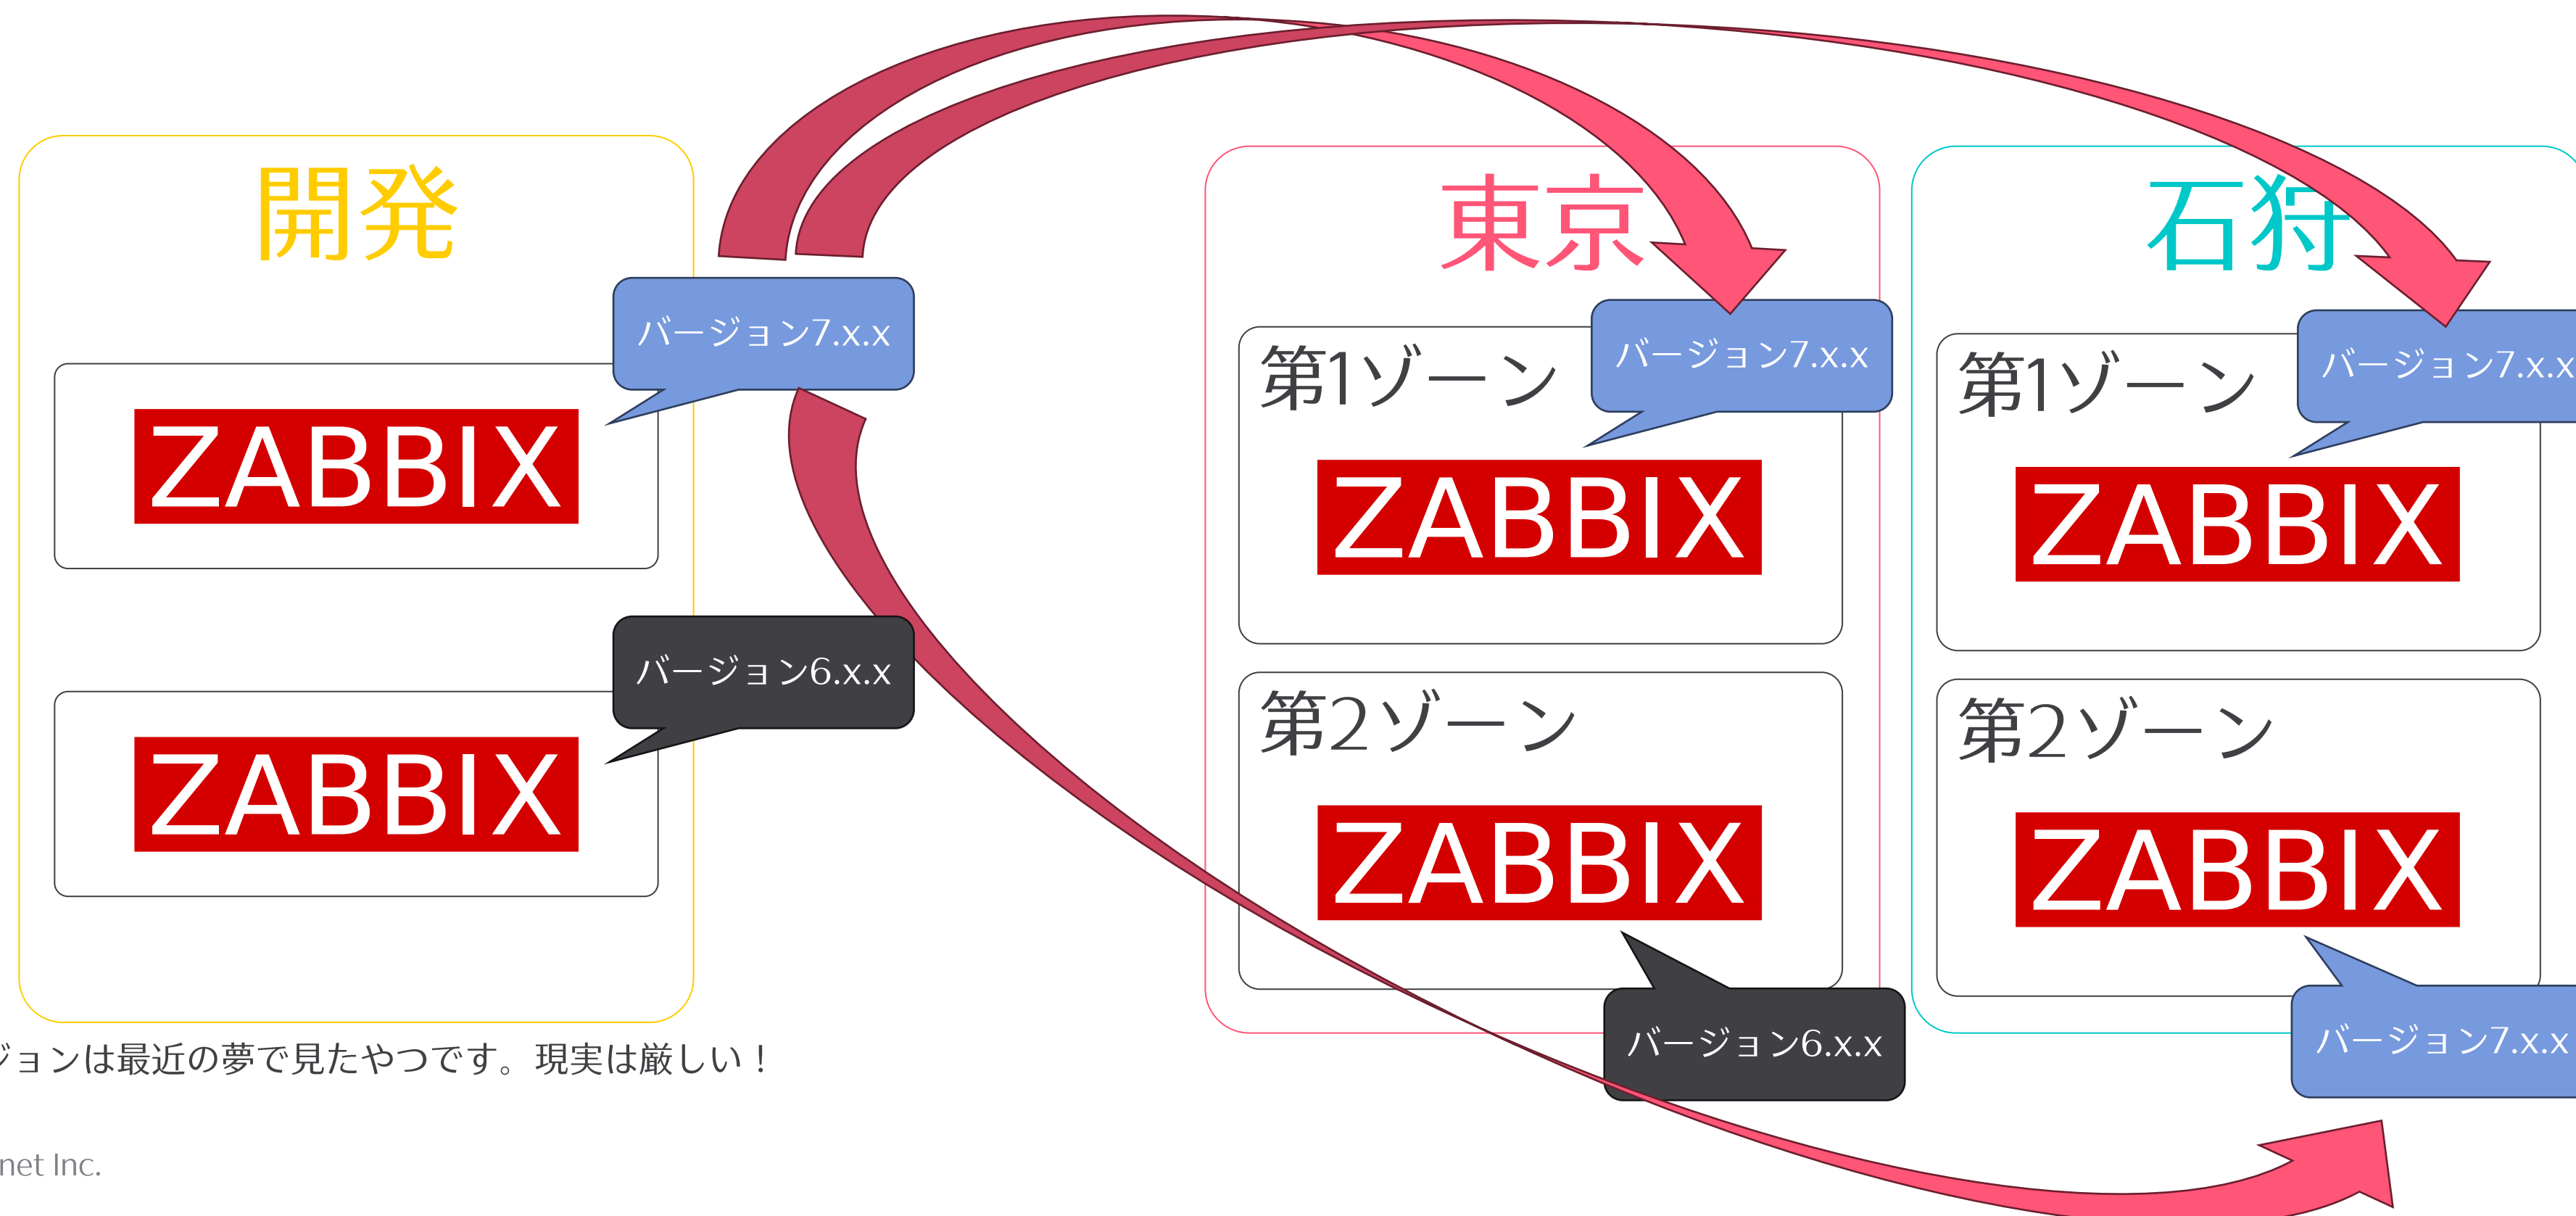 開発
バージョン7.x.x
ZABBIX
バージョン6.x.x
ZABBIX
東京
第1ゾーン
バージョン7.x.x
ZABBIX
第2ゾーン
ZABBIX
バージョン6.x.x
石狩
第1ゾーン
バージョン7.x.x
ZABBIX
第2ゾーン
ZABBIX
バージョン7.x.x
ジョンは最近の夢で見たやつです。現実は厳しい！
net Inc.